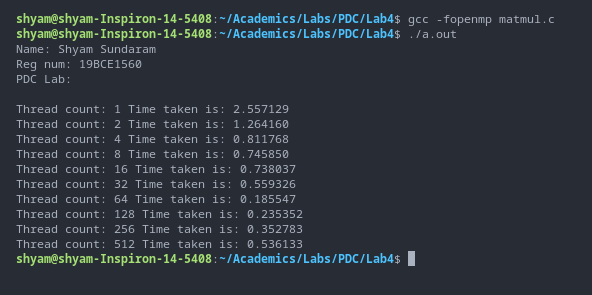 shyam@shyam-Inspiron-14-5408:~/Academics/Labs/PDC/Lab4$ gcc -fopenmp matmul.c
shyam@shyam-Inspiron-14-5408:~/Academics/Labs/PDC/Lab4$ ./a.out
Name: Shyam Sundaram
Reg num: 19BCE1560
PDC Lab:
Thread count: 1 Time taken is: 2.557129
Thread count: 2 Time taken is: 1.264160
Thread count: 4 Time taken is: 0.811768
Thread count: 8 Time taken is: 0.745850
Thread count: 16 Time taken is: 0.738037
Thread count: 32 Time taken is: 0.559326
Thread count: 64 Time taken is: 0.185547
Thread count: 128 Time taken is: 0.235352
Thread count: 256 Time taken is: 0.352783
Thread count: 512 Time taken is: 0.536133
shyam@shyam-Inspiron-14-5408:~/Academics/Labs/PDC/Lab4$